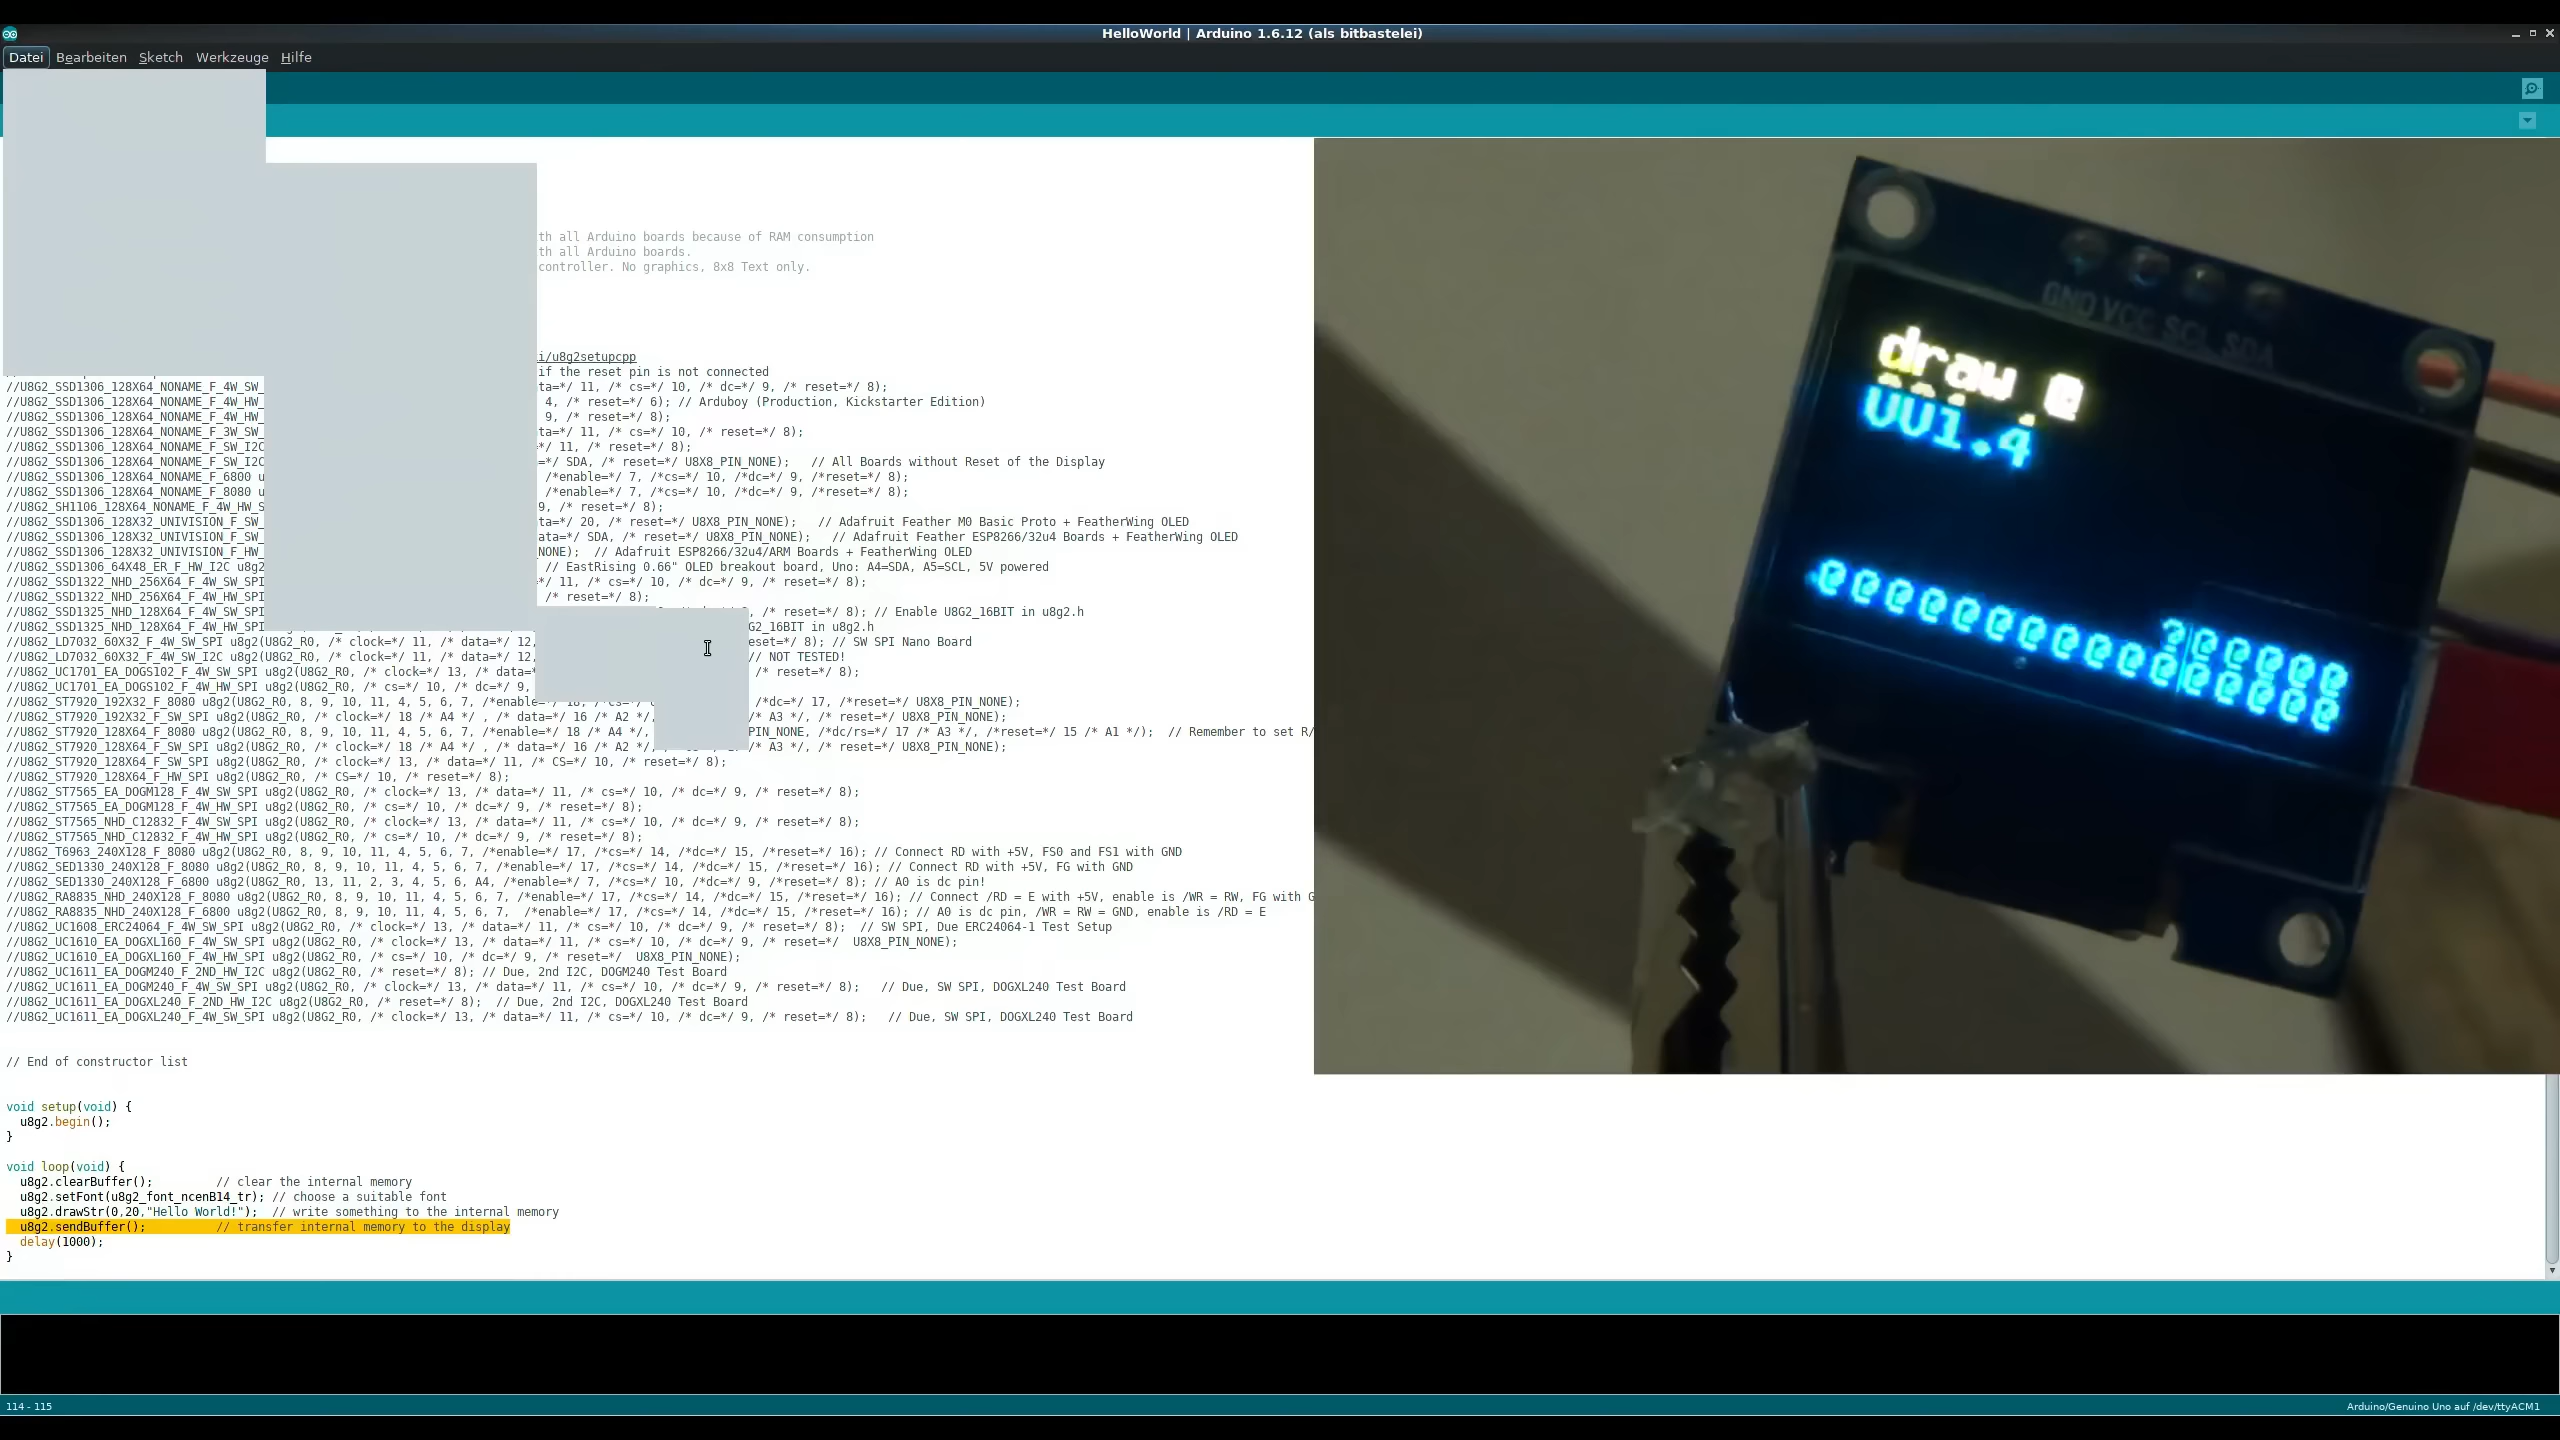 HelloWorld | Arduino 1.6.12 (als bitbastelei)
Datei Bearbeiten Sketch Werkzeuge Hilfe
th all Arduino boards because of RAM consumption
th all Arduino boards.
controller. No graphics, 8x8 Text only.
i/u8g2setupcpp
if the reset pin is not connected
//U8G2_SSD1306_128X64_NONAME_F_4W_SW_ ta=*/ 11, /* cs=*/ 10, /* dc=*/ 9, /* reset=*/ 8);
//U8G2_SSD1306_128X64_NONAME_F_4W_HW_ 4, /* reset=*/ 6); // Arduboy (Production, Kickstarter Edition)
//U8G2_SSD1306_128X64_NONAME_F_4W_HW_ 9, /* reset=*/ 8);
//U8G2_SSD1306_128X64_NONAME_F_3W_SW_ ta=*/ 11, /* cs=*/ 10, /* reset=*/ 8);
//U8G2_SSD1306_128X64_NONAME_F_SW_I2C */ 11, /* reset=*/ 8);
//U8G2_SSD1306_128X64_NONAME_F_SW_I2C =*/ SDA, /* reset=*/ U8X8_PIN_NONE);   // All Boards without Reset of the Display
//U8G2_SSD1306_128X64_NONAME_F_6800 u /*enable=*/ 7, /*cs=*/ 10, /*dc=*/ 9, /*reset=*/ 8);
//U8G2_SSD1306_128X64_NONAME_F_8080 u /*enable=*/ 7, /*cs=*/ 10, /*dc=*/ 9, /*reset=*/ 8);
//U8G2_SH1106_128X64_NONAME_F_4W_HW_S 9, /* reset=*/ 8);
//U8G2_SSD1306_128X32_UNIVISION_F_SW_ ata=*/ 20, /* reset=*/ U8X8_PIN_NONE);   // Adafruit Feather M0 Basic Proto + FeatherWing OLED
//U8G2_SSD1306_128X32_UNIVISION_F_SW_ ata=*/ SDA, /* reset=*/ U8X8_PIN_NONE);   // Adafruit Feather ESP8266/32u4 Boards + FeatherWing OLED
//U8G2_SSD1306_128X32_UNIVISION_F_HW_ NONE);  // Adafruit ESP8266/32u4/ARM Boards + FeatherWing OLED
//U8G2_SSD1306_64X48_ER_F_HW_I2C u8g2 // EastRising 0.66" OLED breakout board, Uno: A4=SDA, A5=SCL, 5V powered
//U8G2_SSD1322_NHD_256X64_F_4W_SW_SPI */ 11, /* cs=*/ 10, /* dc=*/ 9, /* reset=*/ 8);
//U8G2_SSD1322_NHD_256X64_F_4W_HW_SPI /* reset=*/ 8);
//U8G2_SSD1325_NHD_128X64_F_4W_SW_SPI , /* reset=*/ 8); // Enable U8G2_16BIT in u8g2.h
//U8G2_SSD1325_NHD_128X64_F_4W_HW_SPI G2_16BIT in u8g2.h
//U8G2_LD7032_60X32_F_4W_SW_SPI u8g2(U8G2_R0, /* clock=*/ 11, /* data=*/ 12, eset=*/ 8); // SW SPI Nano Board
//U8G2_LD7032_60X32_F_4W_SW_I2C u8g2(U8G2_R0, /* clock=*/ 11, /* data=*/ 12, // NOT TESTED!
//U8G2_UC1701_EA_DOGS102_F_4W_SW_SPI u8g2(U8G2_R0, /* clock=*/ 13, /* data=* /* reset=*/ 8);
//U8G2_UC1701_EA_DOGS102_F_4W_HW_SPI u8g2(U8G2_R0, /* cs=*/ 10, /* dc=*/ 9,
//U8G2_ST7920_192X32_F_8080 u8g2(U8G2_R0, 8, 9, 10, 11, 4, 5, 6, 7, /*enable=*/ 18, /*cs=*/ /*dc=*/ 17, /*reset=*/ U8X8_PIN_NONE);
//U8G2_ST7920_192X32_F_SW_SPI u8g2(U8G2_R0, /* clock=*/ 18 /* A4 */ , /* data=*/ 16 /* A2 */, /* A3 */, /* reset=*/ U8X8_PIN_NONE);
//U8G2_ST7920_128X64_F_8080 u8g2(U8G2_R0, 8, 9, 10, 11, 4, 5, 6, 7, /*enable=*/ 18 /* A4 */, PIN_NONE, /*dc/rs=*/ 17 /* A3 */, /*reset=*/ 15 /* A1 */);  // Remember to set R/
//U8G2_ST7920_128X64_F_SW_SPI u8g2(U8G2_R0, /* clock=*/ 18 /* A4 */ , /* data=*/ 16 /* A2 */, /* A3 */, /* reset=*/ U8X8_PIN_NONE);
//U8G2_ST7920_128X64_F_SW_SPI u8g2(U8G2_R0, /* clock=*/ 13, /* data=*/ 11, /* CS=*/ 10, /* reset=*/ 8);
//U8G2_ST7920_128X64_F_HW_SPI u8g2(U8G2_R0, /* CS=*/ 10, /* reset=*/ 8);
//U8G2_ST7565_EA_DOGM128_F_4W_SW_SPI u8g2(U8G2_R0, /* clock=*/ 13, /* data=*/ 11, /* cs=*/ 10, /* dc=*/ 9, /* reset=*/ 8);
//U8G2_ST7565_EA_DOGM128_F_4W_HW_SPI u8g2(U8G2_R0, /* cs=*/ 10, /* dc=*/ 9, /* reset=*/ 8);
//U8G2_ST7565_NHD_C12832_F_4W_SW_SPI u8g2(U8G2_R0, /* clock=*/ 13, /* data=*/ 11, /* cs=*/ 10, /* dc=*/ 9, /* reset=*/ 8);
//U8G2_ST7565_NHD_C12832_F_4W_HW_SPI u8g2(U8G2_R0, /* cs=*/ 10, /* dc=*/ 9, /* reset=*/ 8);
//U8G2_T6963_240X128_F_8080 u8g2(U8G2_R0, 8, 9, 10, 11, 4, 5, 6, 7, /*enable=*/ 17, /*cs=*/ 14, /*dc=*/ 15, /*reset=*/ 16); // Connect RD with +5V, FS0 and FS1 with GND
//U8G2_SED1330_240X128_F_8080 u8g2(U8G2_R0, 8, 9, 10, 11, 4, 5, 6, 7, /*enable=*/ 17, /*cs=*/ 14, /*dc=*/ 15, /*reset=*/ 16); // Connect RD with +5V, FG with GND
//U8G2_SED1330_240X128_F_6800 u8g2(U8G2_R0, 13, 11, 2, 3, 4, 5, 6, A4, /*enable=*/ 7, /*cs=*/ 10, /*dc=*/ 9, /*reset=*/ 8); // A0 is dc pin!
//U8G2_RA8835_NHD_240X128_F_8080 u8g2(U8G2_R0, 8, 9, 10, 11, 4, 5, 6, 7, /*enable=*/ 17, /*cs=*/ 14, /*dc=*/ 15, /*reset=*/ 16); // Connect /RD = E with +5V, enable is /WR = RW, FG with G
//U8G2_RA8835_NHD_240X128_F_6800 u8g2(U8G2_R0, 8, 9, 10, 11, 4, 5, 6, 7,  /*enable=*/ 17, /*cs=*/ 14, /*dc=*/ 15, /*reset=*/ 16); // A0 is dc pin, /WR = RW = GND, enable is /RD = E
//U8G2_UC1608_ERC24064_F_4W_SW_SPI u8g2(U8G2_R0, /* clock=*/ 13, /* data=*/ 11, /* cs=*/ 10, /* dc=*/ 9, /* reset=*/ 8);  // SW SPI, Due ERC24064-1 Test Setup
//U8G2_UC1610_EA_DOGXL160_F_4W_SW_SPI u8g2(U8G2_R0, /* clock=*/ 13, /* data=*/ 11, /* cs=*/ 10, /* dc=*/ 9, /* reset=*/  U8X8_PIN_NONE);
//U8G2_UC1610_EA_DOGXL160_F_4W_HW_SPI u8g2(U8G2_R0, /* cs=*/ 10, /* dc=*/ 9, /* reset=*/  U8X8_PIN_NONE);
//U8G2_UC1611_EA_DOGM240_F_2ND_HW_I2C u8g2(U8G2_R0, /* reset=*/ 8); // Due, 2nd I2C, DOGM240 Test Board
//U8G2_UC1611_EA_DOGM240_F_4W_SW_SPI u8g2(U8G2_R0, /* clock=*/ 13, /* data=*/ 11, /* cs=*/ 10, /* dc=*/ 9, /* reset=*/ 8);   // Due, SW SPI, DOGXL240 Test Board
//U8G2_UC1611_EA_DOGXL240_F_2ND_HW_I2C u8g2(U8G2_R0, /* reset=*/ 8);  // Due, 2nd I2C, DOGXL240 Test Board
//U8G2_UC1611_EA_DOGXL240_F_4W_SW_SPI u8g2(U8G2_R0, /* clock=*/ 13, /* data=*/ 11, /* cs=*/ 10, /* dc=*/ 9, /* reset=*/ 8);   // Due, SW SPI, DOGXL240 Test Board
// End of constructor list
void setup(void) {
u8g2.begin();
}
void loop(void) {
u8g2.clearBuffer();         // clear the internal memory
u8g2.setFont(u8g2_font_ncenB14_tr); // choose a suitable font
u8g2.drawStr(0,20,"Hello World!");  // write something to the internal memory
u8g2.sendBuffer();          // transfer internal memory to the display
delay(1000);
}
GND VCC SCL SDA
draw @
VV1.4
@@@@@@
@@@@@@@@@@@@@@@@
114 - 115
Arduino/Genuino Uno auf /dev/ttyACM1